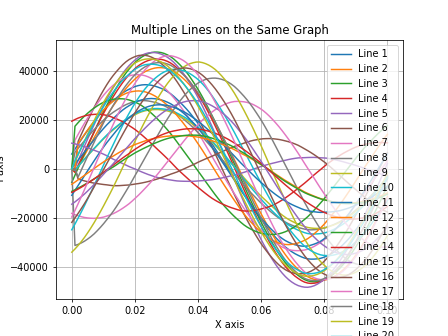 Multiple Lines on the Same Graph
40000
20000
0
−20000
−40000
0.00
0.02
0.04
0.06
X axis
Line 1
Line 2
Line 3
Line 4
Line 5
Line 6
Line 7
Line 8
Line 9
Line 10
Line 11
Line 12
Line 13
Line 14
Line 15
Line 16
Line 17
Line 18
Line 19
Line 20